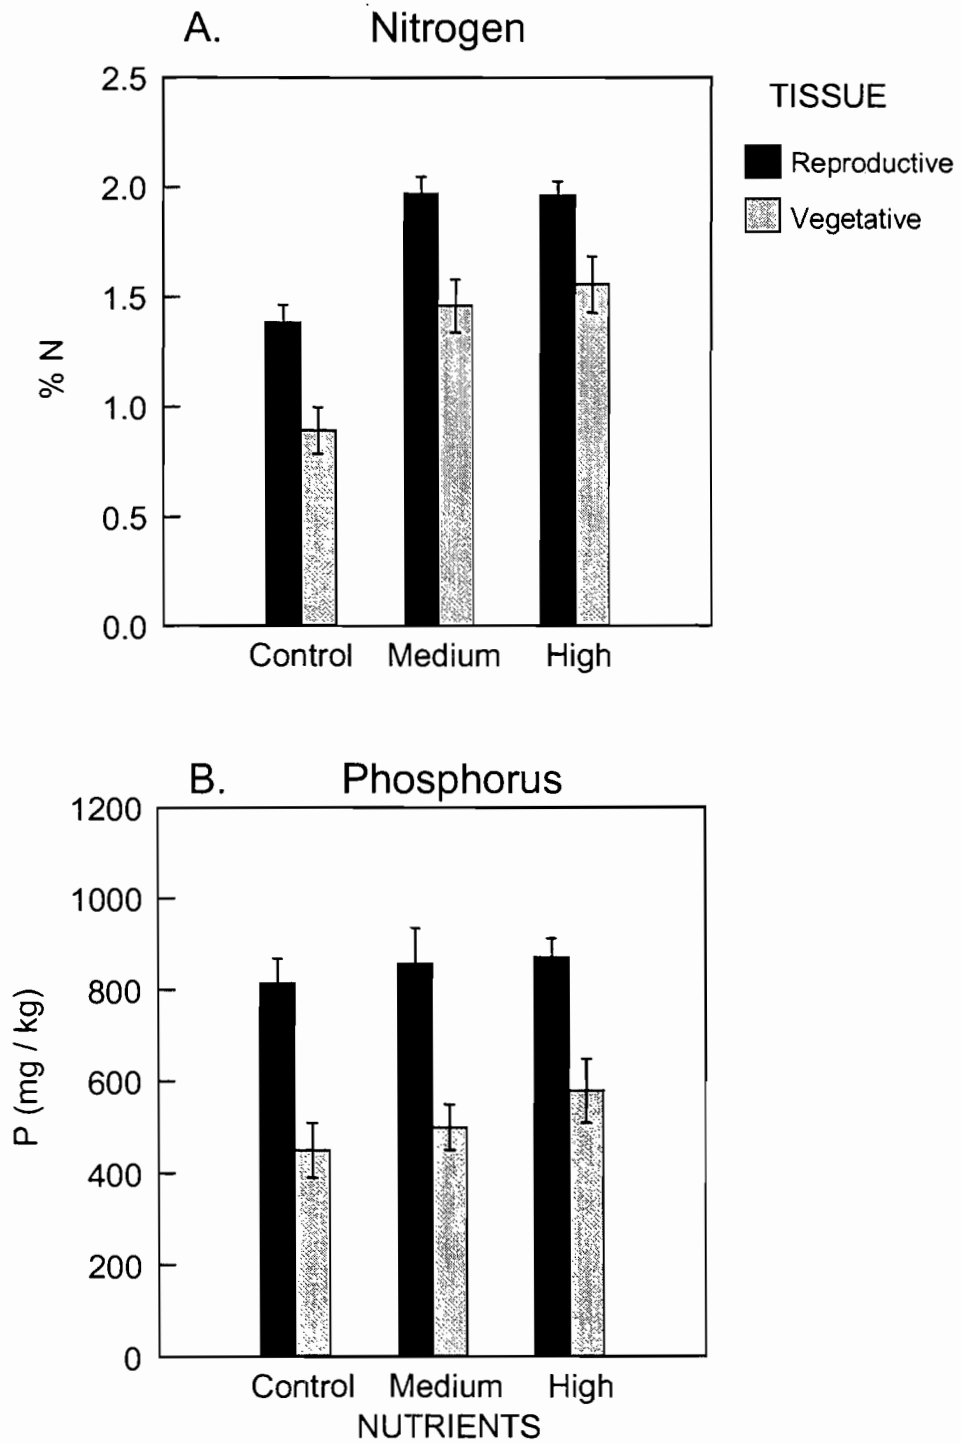 A. Nitrogen
2.5
TISSUE
Reproductive
2.0
Vegetative
1.5
% N
1.0
0.5
0.0
Control Medium High
B. Phosphorus
1200
1000
800
P (mg / kg)
600
400
200
0
Control Medium High
NUTRIENTS